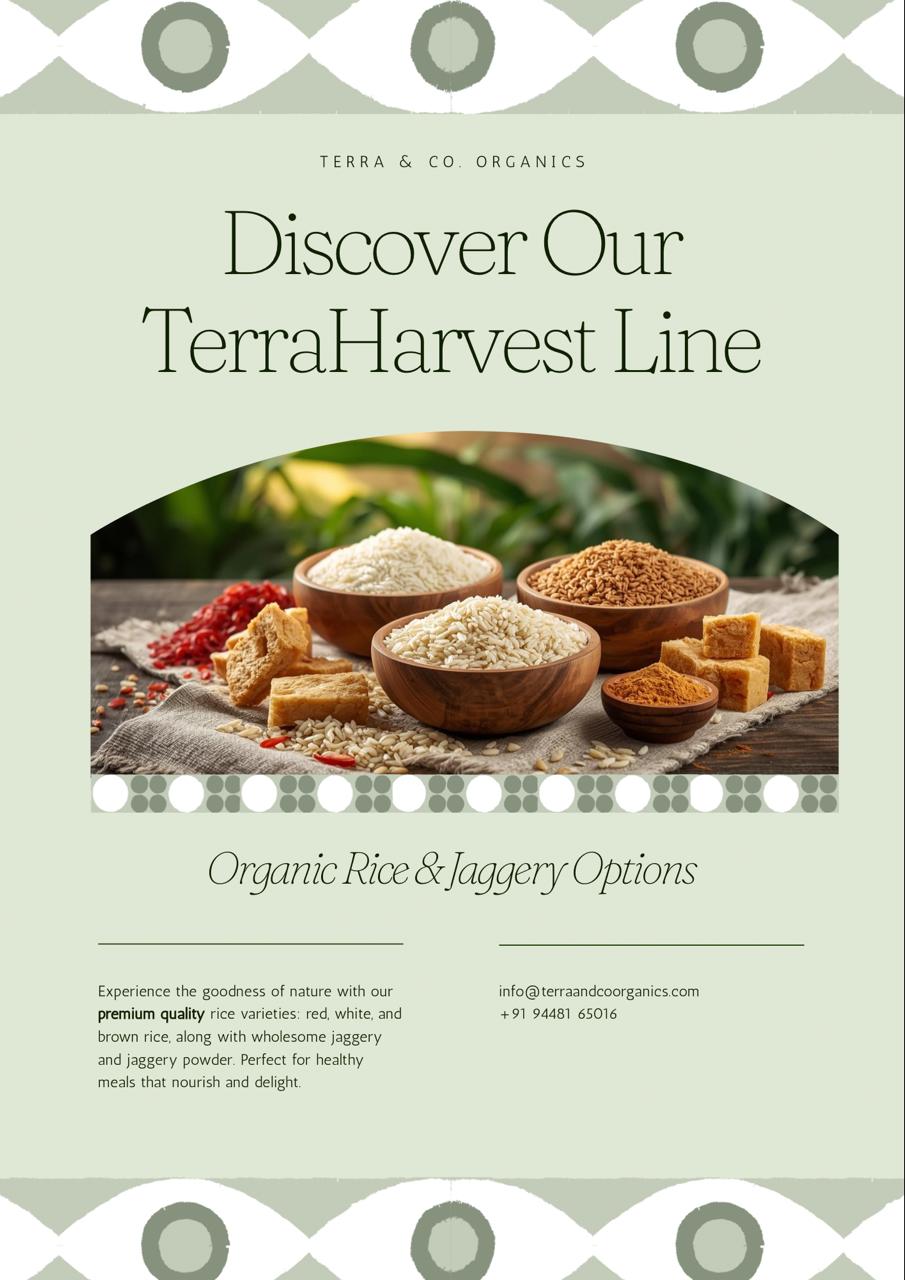 TERRA & CO. ORGANICS
Discover Our
TerraHarvest Line
Organic Rice & Jaggery Options
Experience the goodness of nature with our
premium quality rice varieties: red, white, and
brown rice, along with wholesome jaggery
and jaggery powder. Perfect for healthy
meals that nourish and delight.
info@terraandcoorganics.com
+91 94481 65016